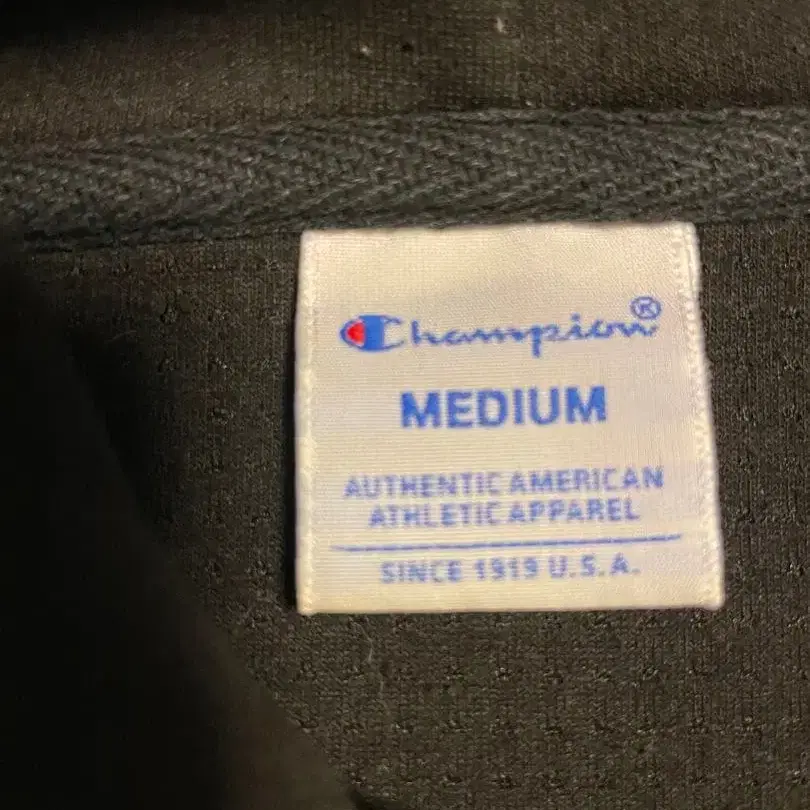 Champion®
MEDIUM
AUTHENTIC AMERICAN
ATHLETIC APPAREL
SINCE 1919 U.S.A.